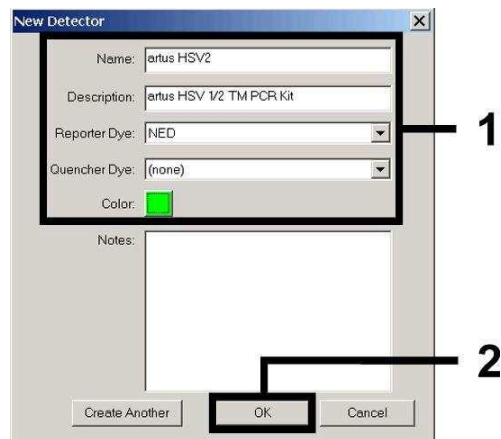 New Detector
Name: artus HSV2
Description: artus HSV 1/2 TM PCR Kit
Reporter Dye: NED
Quencher Dye: (none)
Color:
1
Notes:
2
Create Another OK Cancel